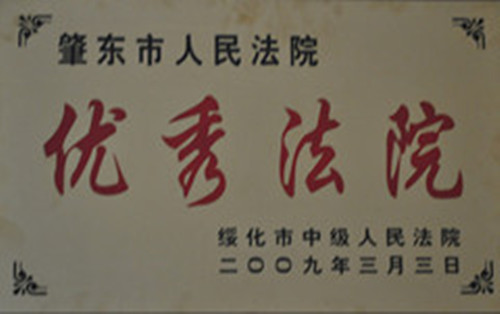 肇东市人民法院
优秀法院
绥化市中级人民法院
二〇〇九年三月三日